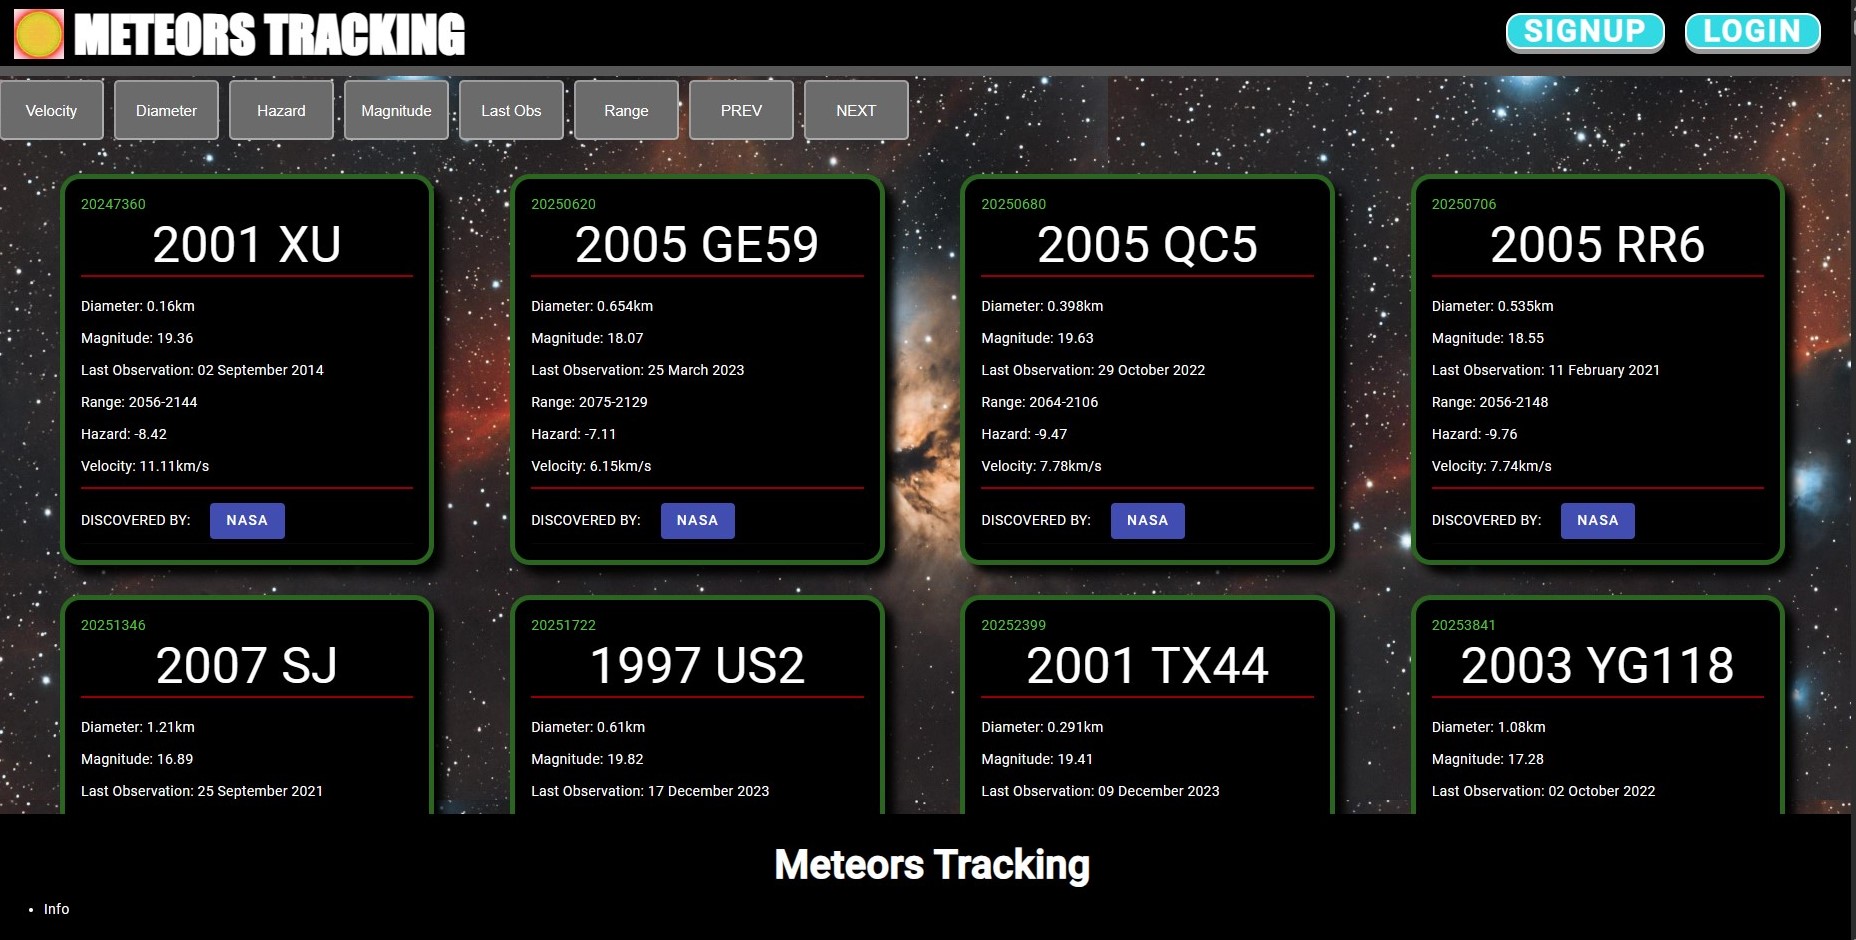 METEORS TRACKING
SIGNUP
LOGIN
Velocity
Diameter
Hazard
Magnitude
Last Obs
Range
PREV
NEXT
20247360
2001 XU
Diameter: 0.16km
Magnitude: 19.36
Last Observation: 02 September 2014
Range: 2056-2144
Hazard: -8.42
Velocity: 11.11km/s
DISCOVERED BY: NASA
20250620
2005 GE59
Diameter: 0.654km
Magnitude: 18.07
Last Observation: 25 March 2023
Range: 2075-2129
Hazard: -7.11
Velocity: 6.15km/s
DISCOVERED BY: NASA
20250680
2005 QC5
Diameter: 0.398km
Magnitude: 19.63
Last Observation: 29 October 2022
Range: 2064-2106
Hazard: -9.47
Velocity: 7.78km/s
DISCOVERED BY: NASA
20250706
2005 RR6
Diameter: 0.535km
Magnitude: 18.55
Last Observation: 11 February 2021
Range: 2056-2148
Hazard: -9.76
Velocity: 7.74km/s
DISCOVERED BY: NASA
20251346
2007 SJ
Diameter: 1.21km
Magnitude: 16.89
Last Observation: 25 September 2021
20251722
1997 US2
Diameter: 0.61km
Magnitude: 19.82
Last Observation: 17 December 2023
20252399
2001 TX44
Diameter: 0.291km
Magnitude: 19.41
Last Observation: 09 December 2023
20253841
2003 YG118
Diameter: 1.08km
Magnitude: 17.28
Last Observation: 02 October 2022
Meteors Tracking
• Info